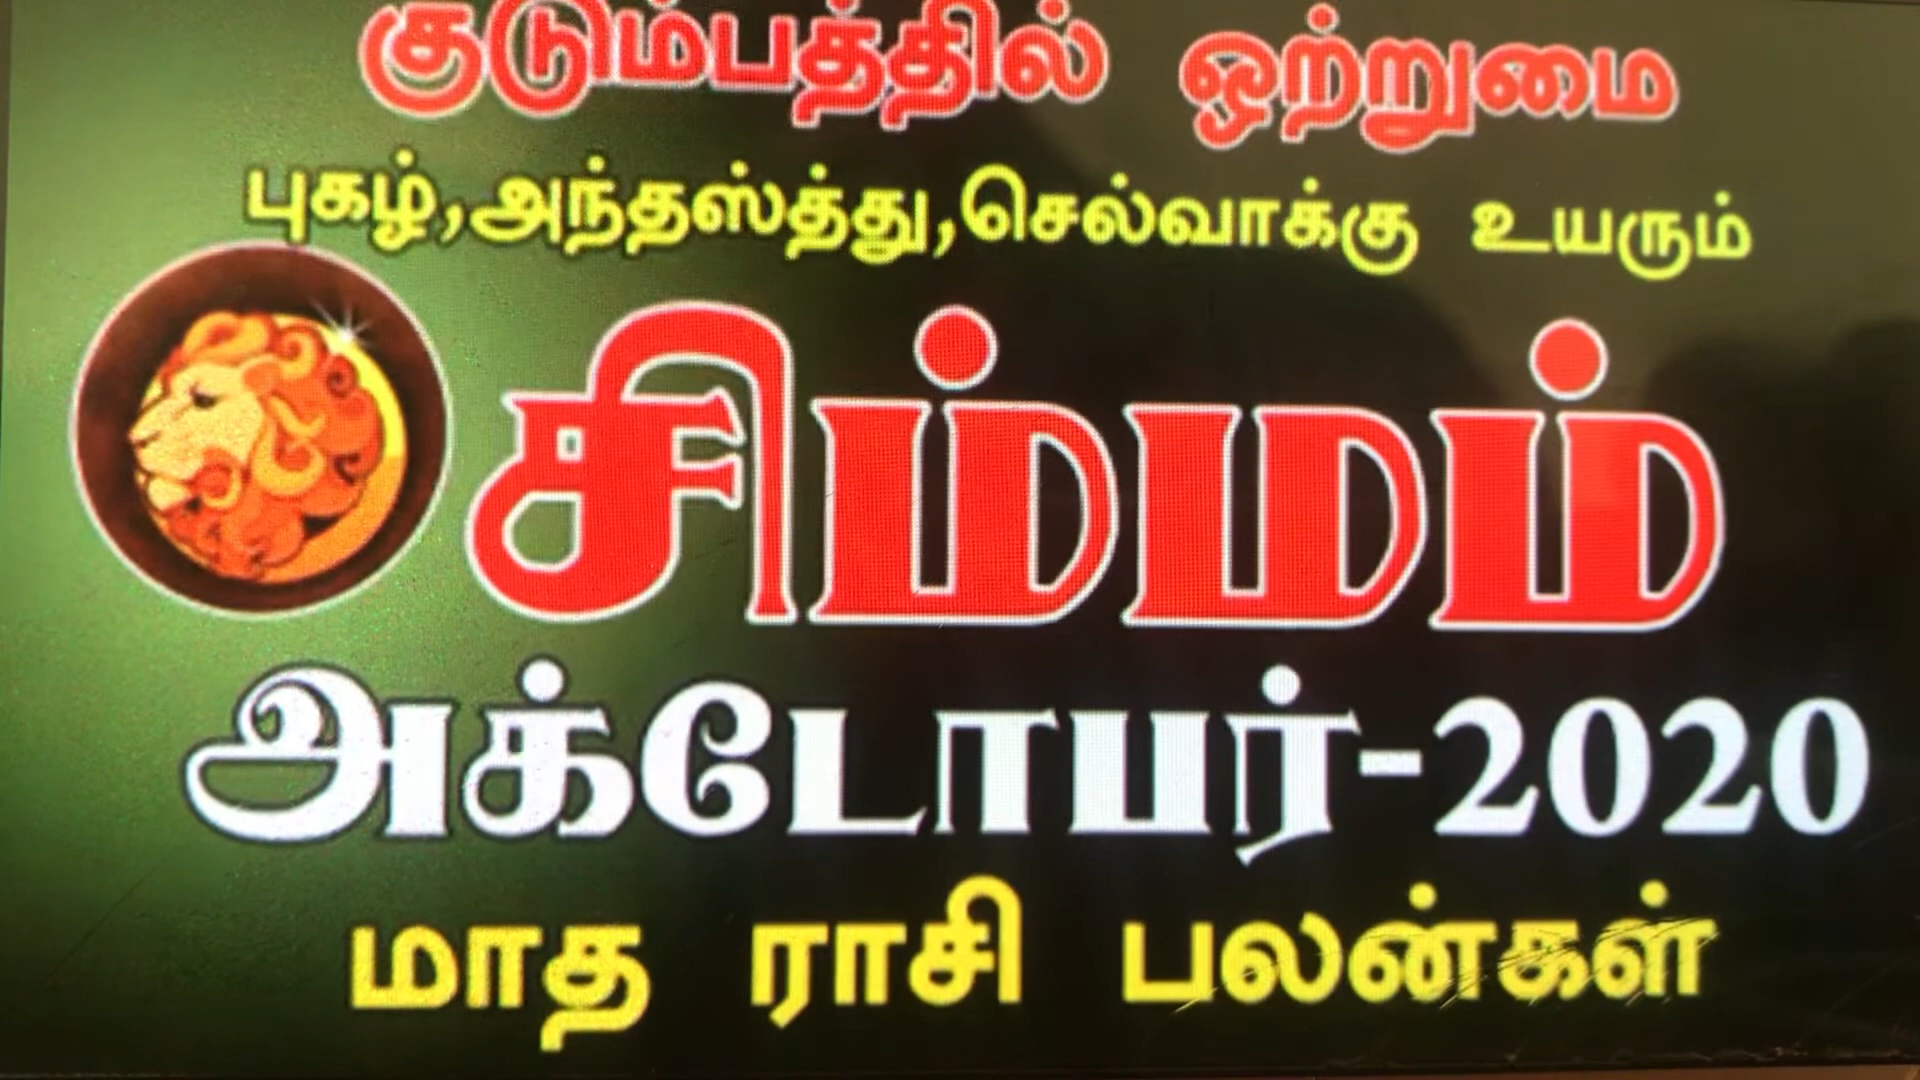 குடும்பத்தில் ஒற்றுமை
புகழ்,அந்தஸ்த்து,செல்வாக்கு உயரும்
சிம்மம்
அக்டோபர்-2020
மாத ராசி பலன்கள்